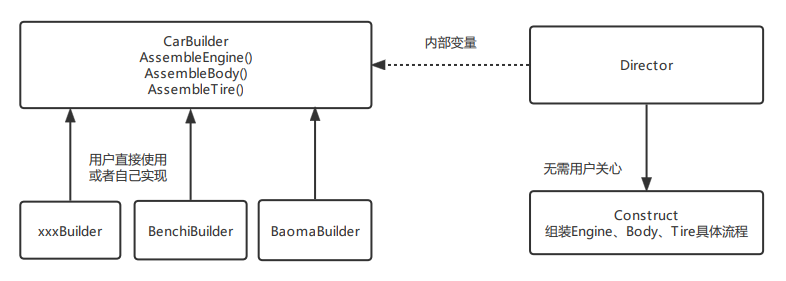 CarBuilder
AssembleEngine()
AssembleBody()
AssembleTire()
内部变量
Director
用户直接使用
或者自己实现
无需用户关心
xxxBuilder
BenchiBuilder
BaomaBuilder
Construct
组装Engine、Body、Tire具体流程